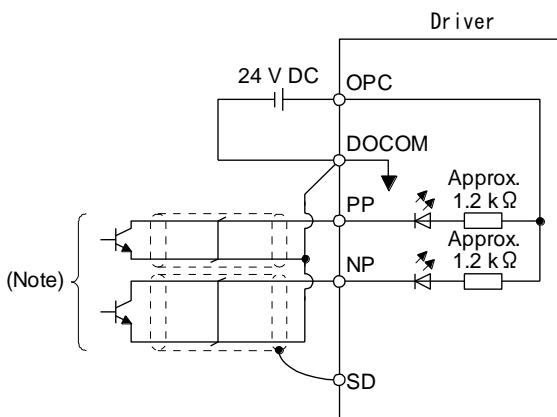 Driver
24 V DC
OPC
DOCOM
PP
Approx.
1.2 kΩ
NP
Approx.
1.2 kΩ
(Note)
SD